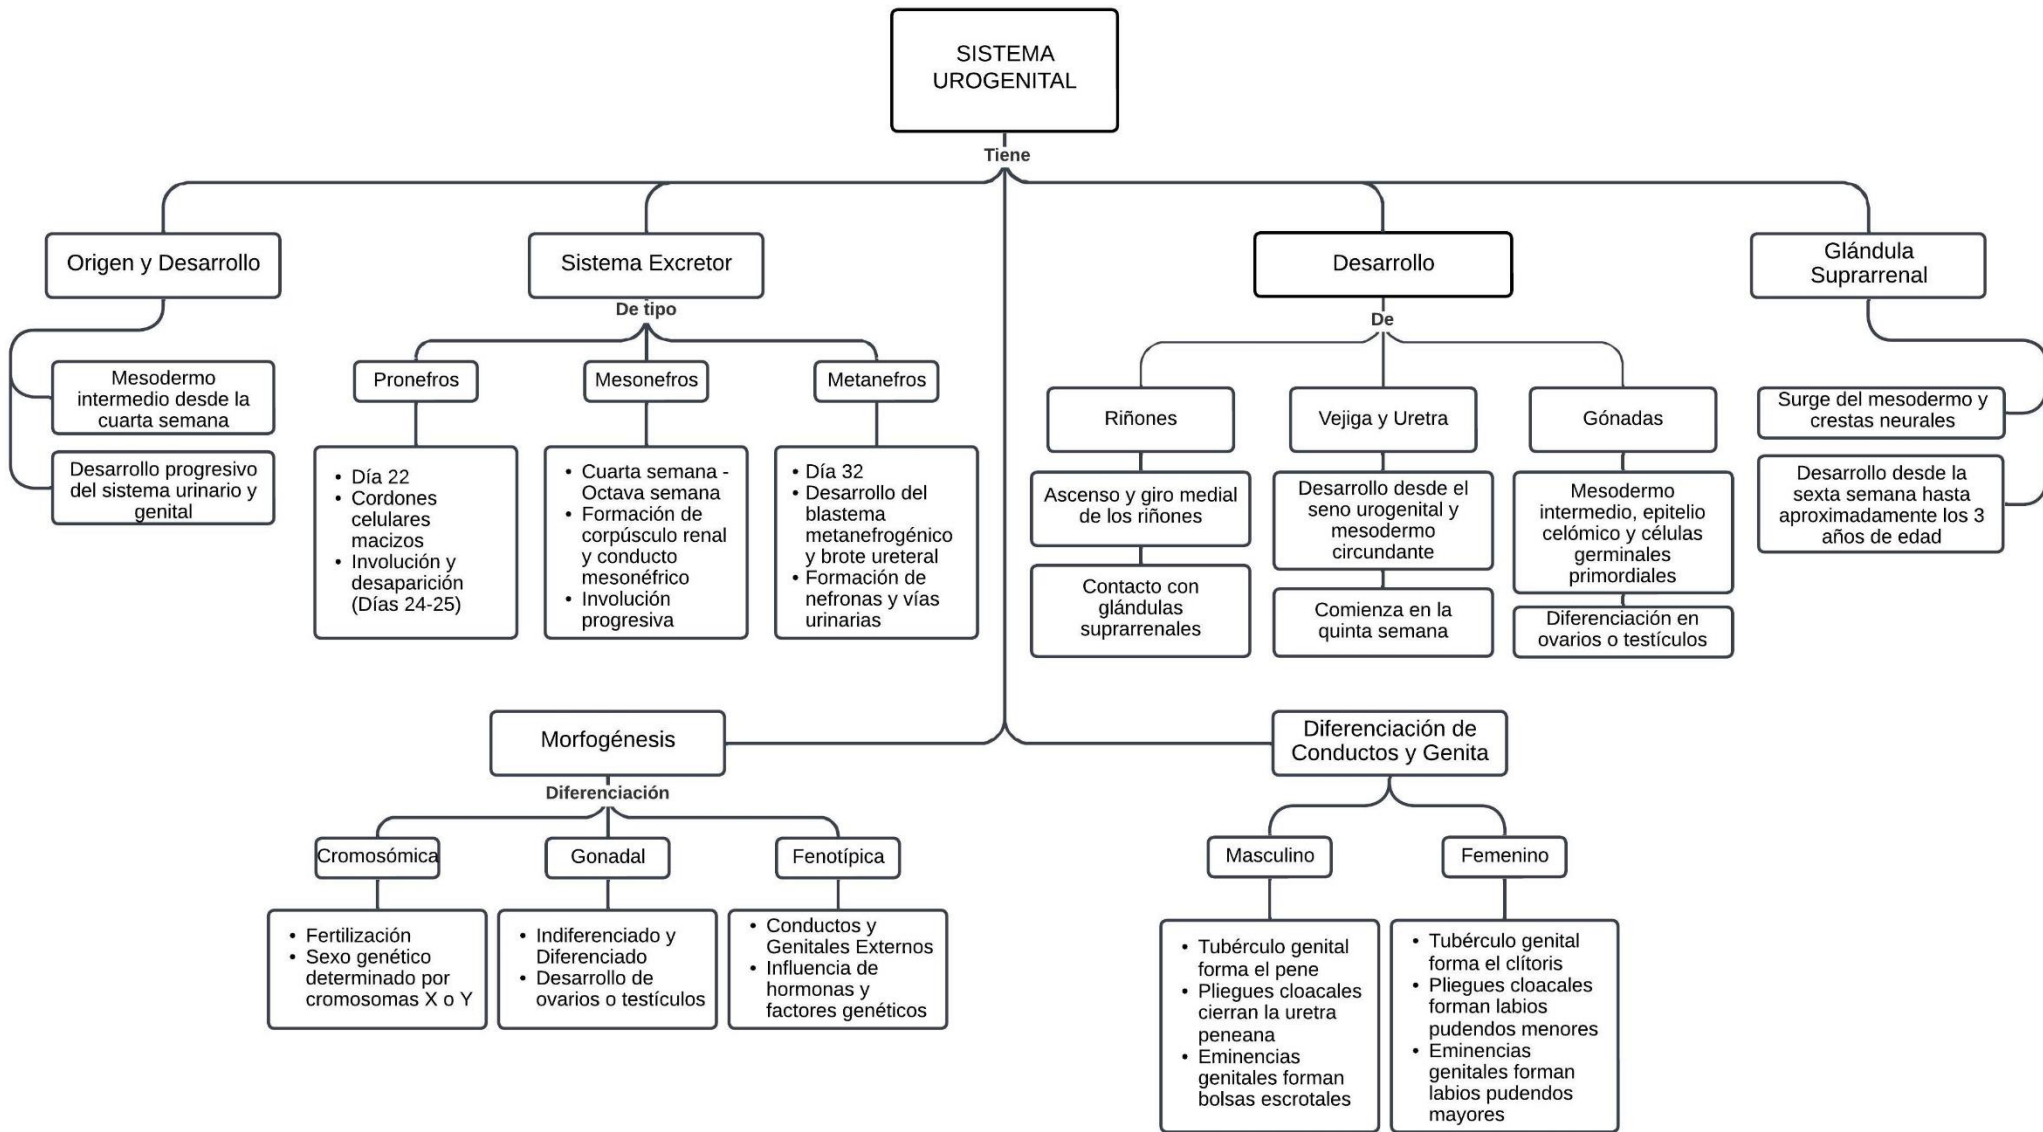 SISTEMA
UROGENITAL
Tiene
Origen y Desarrollo
Mesodermo
intermedio desde la
cuarta semana
Desarrollo progresivo
del sistema urinario y
genital
Sistema Excretor
De tipo
Pronefros
• Día 22
• Cordones
celulares
macizos
• Involución y
desaparición
(Días 24-25)
Mesonefros
• Cuarta semana -
Octava semana
• Formación de
corpúsculo renal
y conducto
mesonéfrico
• Involución
progresiva
Metanefros
• Día 32
• Desarrollo del
blastema
metanefrogénico
y brote ureteral
• Formación de
nefronas y vías
urinarias
Desarrollo
De
Riñones
Ascenso y giro medial
de los riñones
Contacto con
glándulas
suprarrenales
Vejiga y Uretra
Desarrollo desde el
seno urogenital y
mesodermo
circundante
Comienza en la
quinta semana
Gónadas
Mesodermo
intermedio, epitelio
celómico y células
germinales
primordiales
Diferenciación en
ovarios o testículos
Glándula
Suprarrenal
Surge del mesodermo y
crestas neurales
Desarrollo desde la
sexta semana hasta
aproximadamente los 3
años de edad
Morfogénesis
Diferenciación
Cromosómica
• Fertilización
• Sexo genético
determinado por
cromosomas X o Y
Gonadal
• Indiferenciado y
Diferenciado
• Desarrollo de
ovarios o testículos
Fenotípica
• Conductos y
Genitales Externos
• Influencia de
hormonas y
factores genéticos
Diferenciación de
Conductos y Genita
Masculino
• Tubérculo genital
forma el pene
• Pliegues cloacales
cierran la uretra
peneana
• Eminencias
genitales forman
bolsas escrotales
Femenino
• Tubérculo genital
forma el clítoris
• Pliegues cloacales
forman labios
pudendos menores
• Eminencias
genitales forman
labios pudendos
mayores